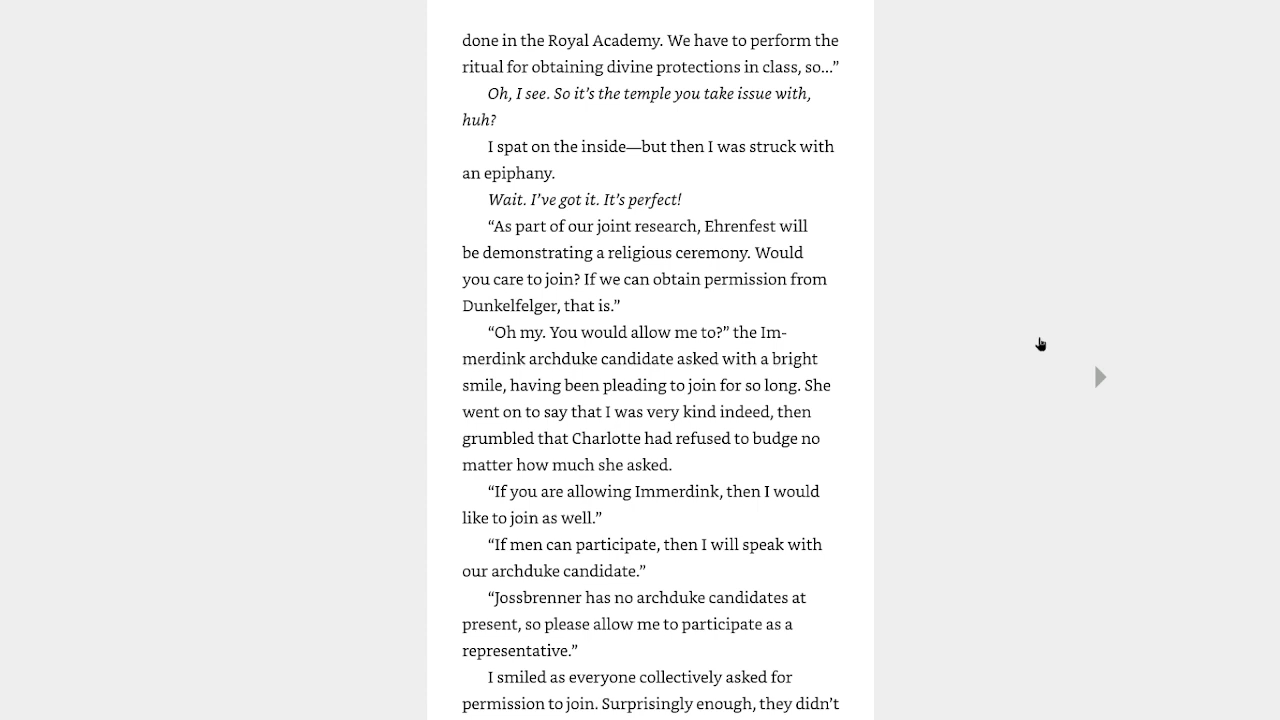 done in the Royal Academy. We have to perform the
ritual for obtaining divine protections in class, so...”
Oh, I see. So it’s the temple you take issue with,
huh?
I spat on the inside—but then I was struck with
an epiphany.
Wait. I’ve got it. It’s perfect!
“As part of our joint research, Ehrenfest will
be demonstrating a religious ceremony. Would
you care to join? If we can obtain permission from
Dunkelfelger, that is.”
“Oh my. You would allow me to?” the Im-
merdink archduke candidate asked with a bright
smile, having been pleading to join for so long. She
went on to say that I was very kind indeed, then
grumbled that Charlotte had refused to budge no
matter how much she asked.
“If you are allowing Immerdink, then I would
like to join as well.”
“If men can participate, then I will speak with
our archduke candidate.”
“Jossbrenner has no archduke candidates at
present, so please allow me to participate as a
representative.”
I smiled as everyone collectively asked for
permission to join. Surprisingly enough, they didn’t